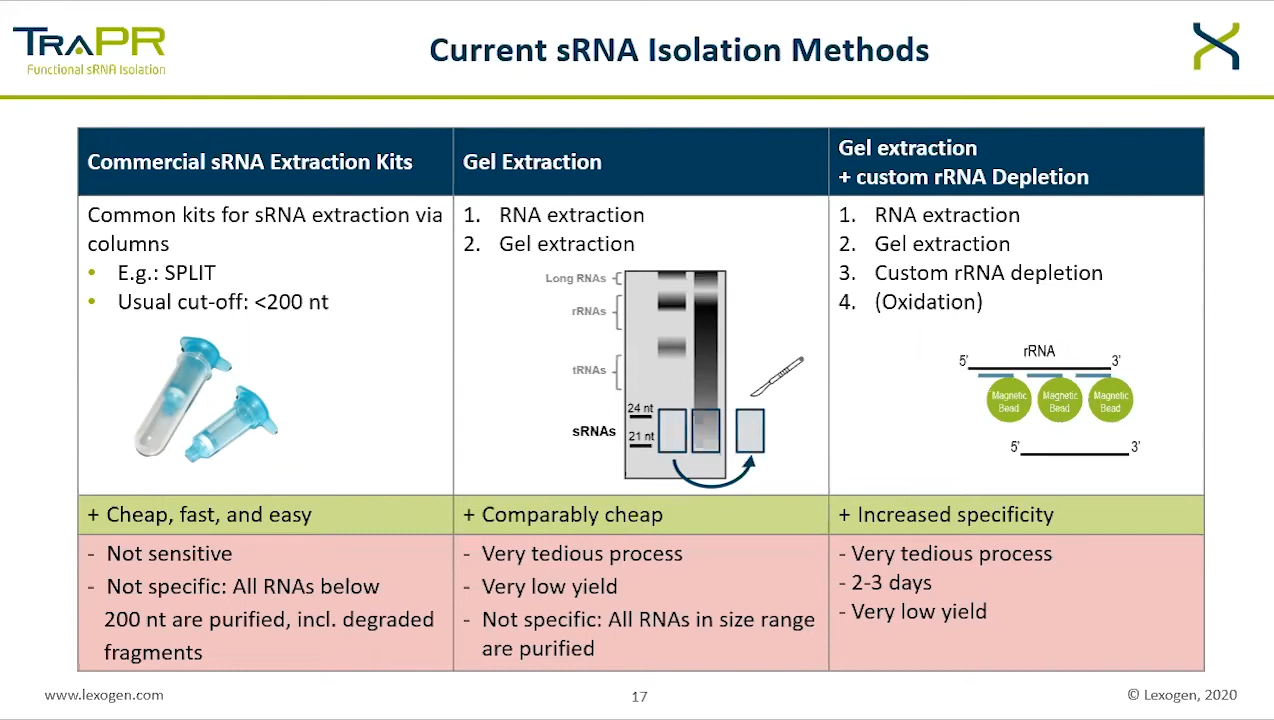 TRAPR
Functional sRNA Isolation
Current sRNA Isolation Methods
Commercial sRNA Extraction Kits
Common kits for sRNA extraction via
columns
• E.g.: SPLIT
• Usual cut-off: <200 nt
+ Cheap, fast, and easy
- Not sensitive
- Not specific: All RNAs below
200 nt are purified, incl. degraded
fragments
Gel Extraction
1. RNA extraction
2. Gel extraction
Long RNAs
rRNAs
tRNAs
24 nt
sRNAs
21 nt
+ Comparably cheap
- Very tedious process
- Very low yield
- Not specific: All RNAs in size range
are purified
Gel extraction
+ custom rRNA Depletion
1. RNA extraction
2. Gel extraction
3. Custom rRNA depletion
4. (Oxidation)
rRNA
5' 3'
Magnetic
Bead
Magnetic
Bead
Magnetic
Bead
5' 3'
+ Increased specificity
- Very tedious process
- 2-3 days
- Very low yield
www.lexogen.com
17
© Lexogen, 2020